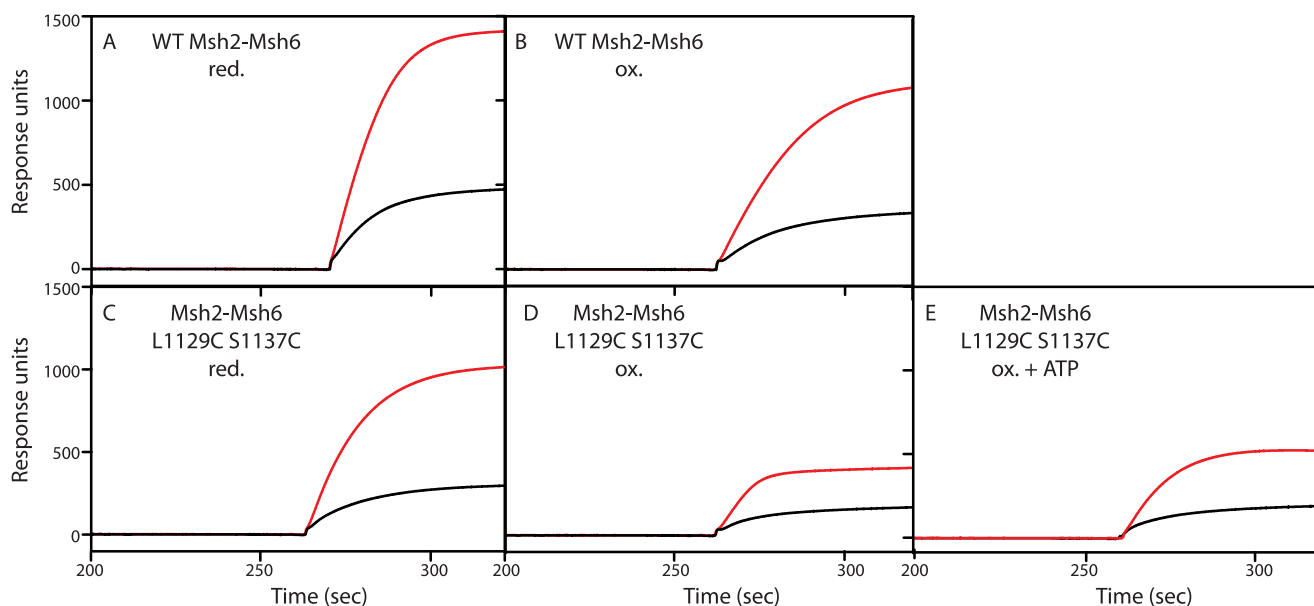 1500
1000
500
0
Response units
A
WT Msh2-Msh6
red.
B
WT Msh2-Msh6
ox.
1500
1000
500
0
Response units
C
Msh2-Msh6
L1129C S1137C
red.
D
Msh2-Msh6
L1129C S1137C
ox.
E
Msh2-Msh6
L1129C S1137C
ox. + ATP
200
250
300
Time (sec)
200
250
300
Time (sec)
200
250
300
Time (sec)